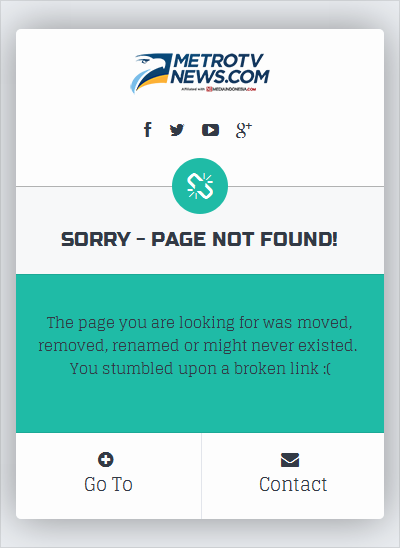 METROTV
NEWS.COM
Affiliated with MEDIAINDONESIA.COM
SORRY - PAGE NOT FOUND!
The page you are looking for was moved,
removed, renamed or might never existed.
You stumbled upon a broken link :(
Go To
Contact